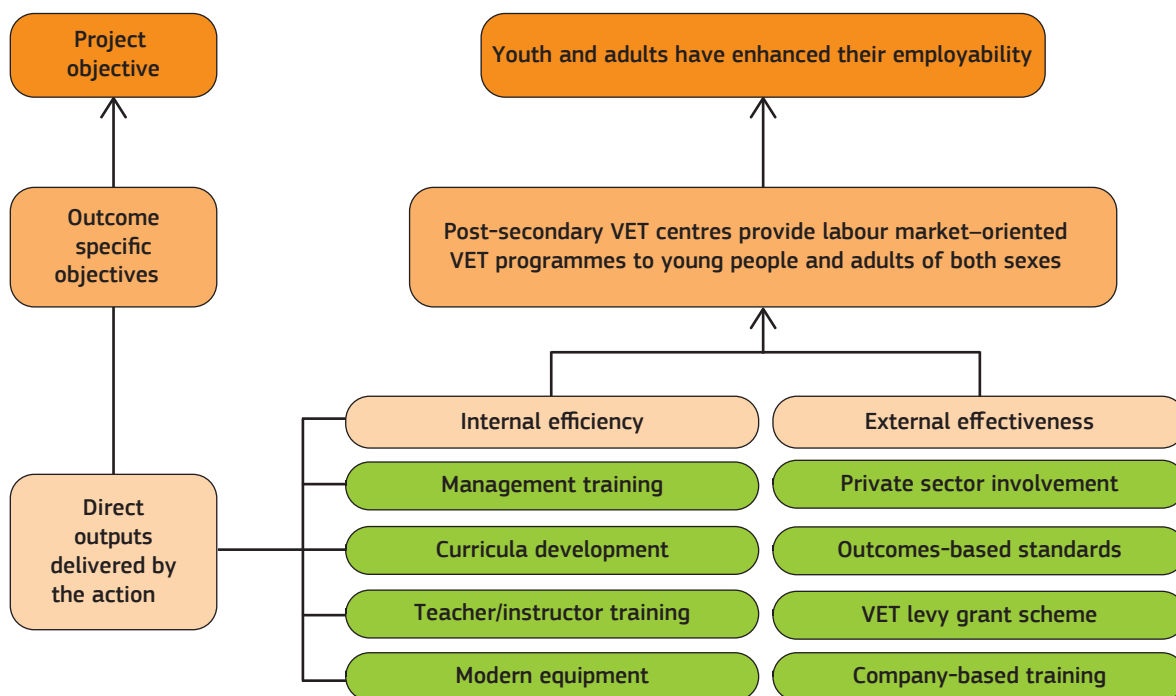 Project
objective
Youth and adults have enhanced their employability
Outcome
specific
objectives
Post-secondary VET centres provide labour market–oriented
VET programmes to young people and adults of both sexes
Internal efficiency
External effectiveness
Direct
outputs
delivered by
the action
Management training
Private sector involvement
Curricula development
Outcomes-based standards
Teacher/instructor training
VET levy grant scheme
Modern equipment
Company-based training